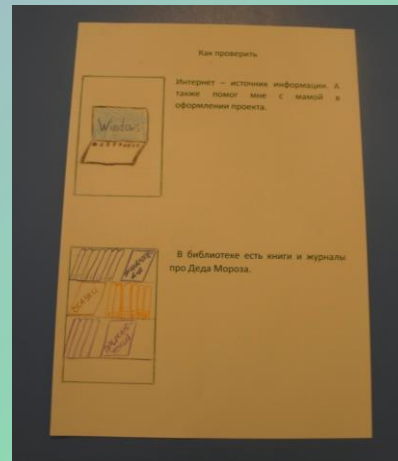 Как проверить
Интернет – источник информации. А
также помог мне с мамой в
оформлении проекта.
Windows
В библиотеке есть книги и журналы
про Деда Мороза.